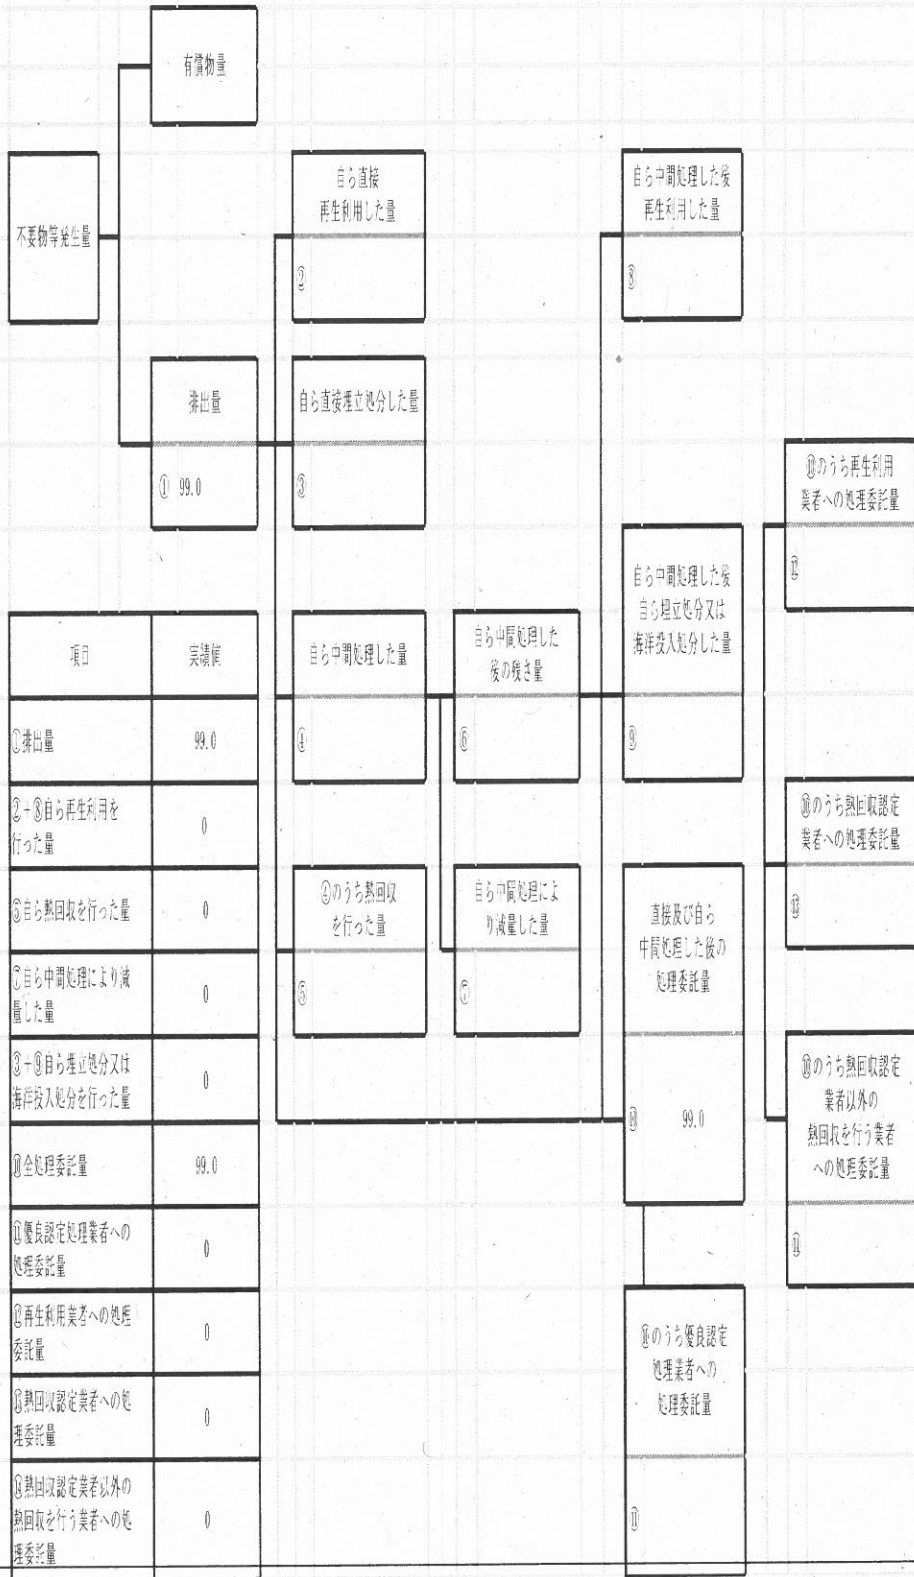 有償物量
不要物等発生量
自ら直接
再生利用した量
②
自ら中間処理した後
再生利用した量
⑧
排出量
① 99.0
自ら直接埋立処分した量
③
⑩のうち再生利用
業者への処理委託量
⑫
自ら中間処理した後
自ら埋立処分又は
海洋投入処分した量
⑨
自ら中間処理した量
④
自ら中間処理した
後の残さ量
⑥
⑩のうち熱回収認定
業者への処理委託量
⑬
④のうち熱回収
を行った量
⑤
自ら中間処理によ
り減量した量
⑦
直接及び自ら
中間処理した後の
処理委託量
⑩ 99.0
⑩のうち熱回収認定
業者以外の
熱回収を行う業者
への処理委託量
⑭
⑩のうち優良認定
処理業者への
処理委託量
⑪
項目 実績値
①排出量 99.0
②+⑧自ら再生利用を
行った量 0
⑤自ら熱回収を行った量 0
⑦自ら中間処理により減
量した量 0
③+⑨自ら埋立処分又は
海洋投入処分を行った量 0
⑩全処理委託量 99.0
⑪優良認定処理業者への
処理委託量 0
⑫再生利用業者への処理
委託量 0
⑬熱回収認定業者への処
理委託量 0
⑭熱回収認定業者以外の
熱回収を行う業者への処
理委託量 0